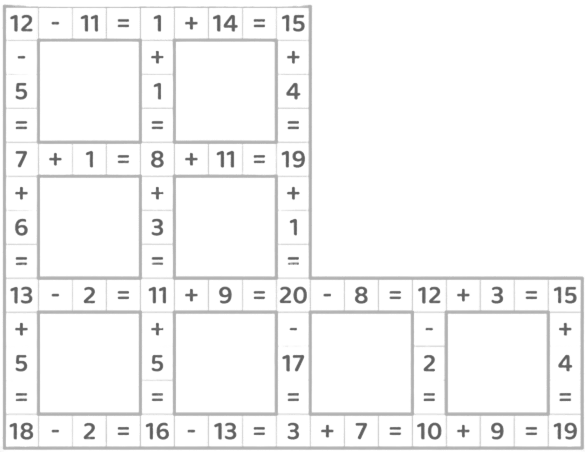 12 - 11 = 1 + 14 = 15
- + +
5 1 4
= = =
7 + 1 = 8 + 11 = 19
+ + +
6 3 1
= = =
13 - 2 = 11 + 9 = 20 - 8 = 12 + 3 = 15
+ + - - +
5 5 17 2 4
= = = = =
18 - 2 = 16 - 13 = 3 + 7 = 10 + 9 = 19